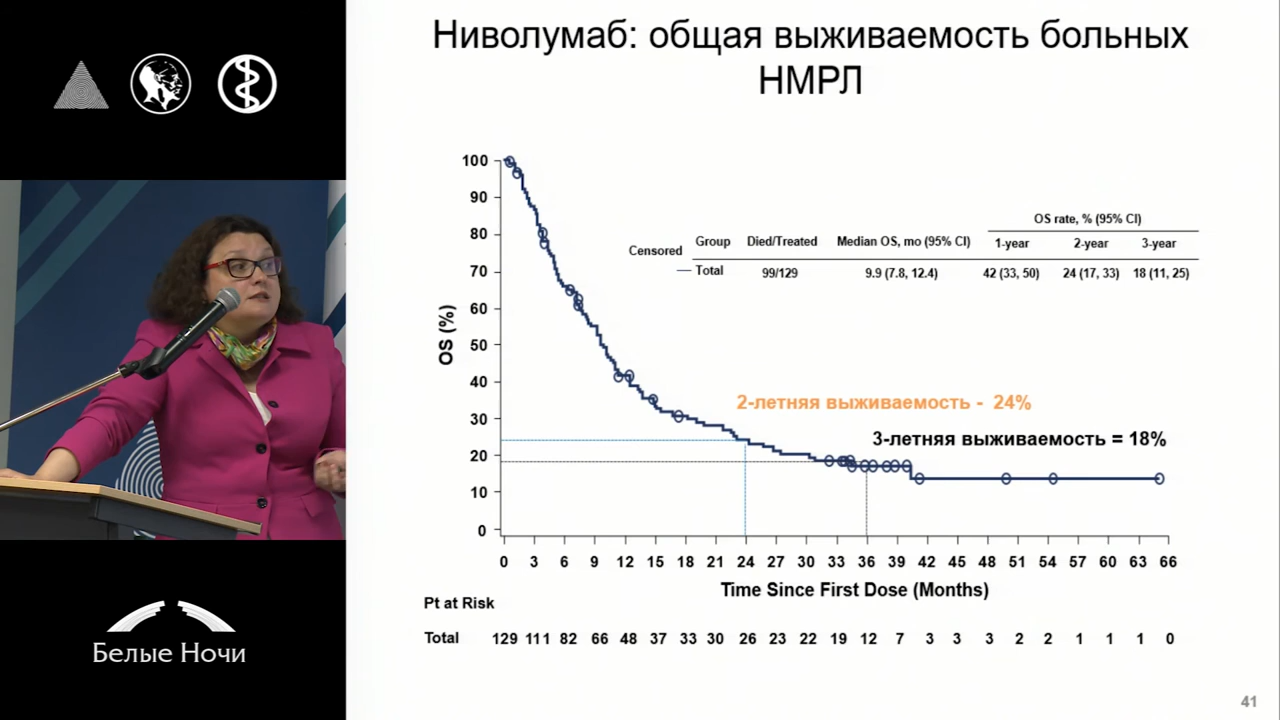 Ниволумаб: общая выживаемость больных
НМРЛ
OS rate, % (95% CI)
Censored Group Died/Treated Median OS, mo (95% CI) 1-year 2-year 3-year
Total 99/129 9.9 (7.8, 12.4) 42 (33, 50) 24 (17, 33) 18 (11, 25)
100
90
80
70
60
50
40
30
20
10
0
OS (%)
2-летняя выживаемость - 24%
3-летняя выживаемость = 18%
0 3 6 9 12 15 18 21 24 27 30 33 36 39 42 45 48 51 54 57 60 63 66
Time Since First Dose (Months)
Pt at Risk
Total 129 111 82 66 48 37 33 30 26 23 22 19 12 7 3 3 3 2 2 1 1 1 0
Белые Ночи
41